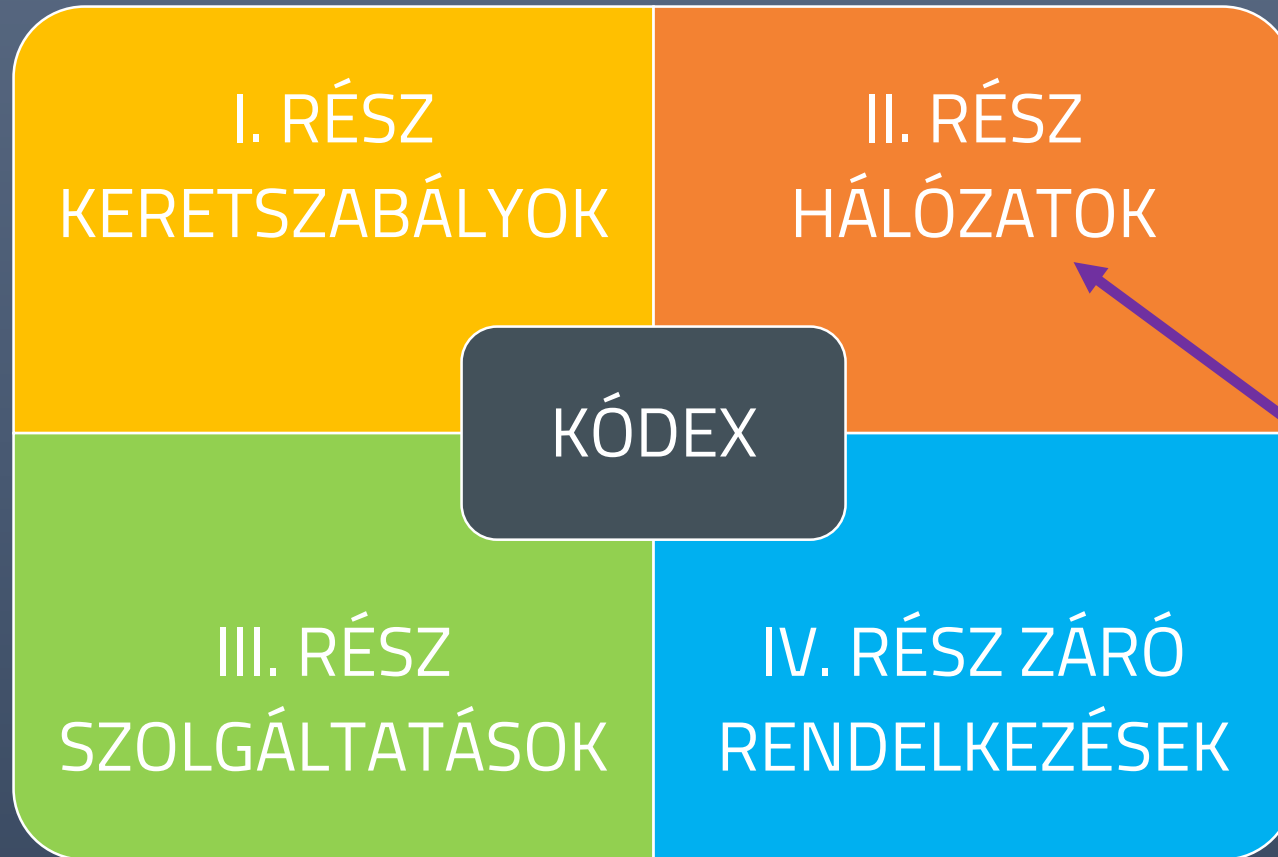 I. RÉSZ
KERETSZABÁLYOK
II. RÉSZ
HÁLÓZATOK
KÓDEX
III. RÉSZ
SZOLGÁLTATÁSOK
IV. RÉSZ ZÁRÓ
RENDELKEZÉSEK